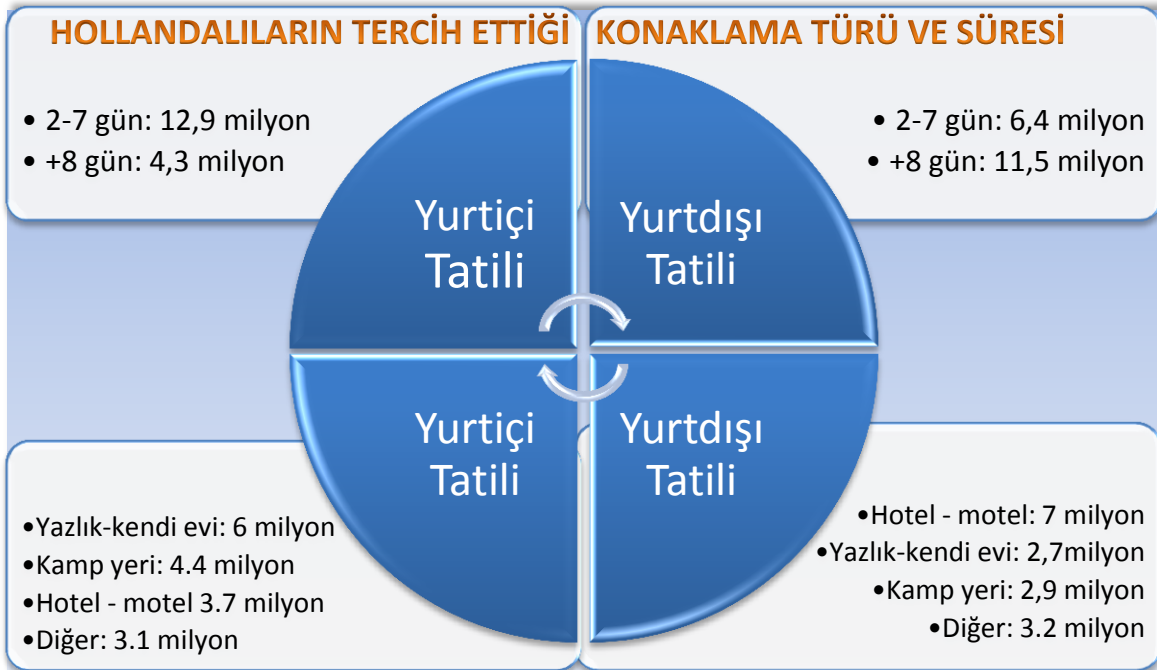 HOLLANDALILARIN TERCİH ETTİĞİ KONAKLAMA TÜRÜ VE SÜRESİ
• 2-7 gün: 12,9 milyon
• +8 gün: 4,3 milyon
• 2-7 gün: 6,4 milyon
• +8 gün: 11,5 milyon
Yurtiçi
Tatili
Yurtdışı
Tatili
Yurtiçi
Tatili
Yurtdışı
Tatili
•Yazlık-kendi evi: 6 milyon
•Kamp yeri: 4.4 milyon
•Hotel - motel 3.7 milyon
•Diğer: 3.1 milyon
•Hotel - motel: 7 milyon
•Yazlık-kendi evi: 2,7milyon
•Kamp yeri: 2,9 milyon
•Diğer: 3.2 milyon